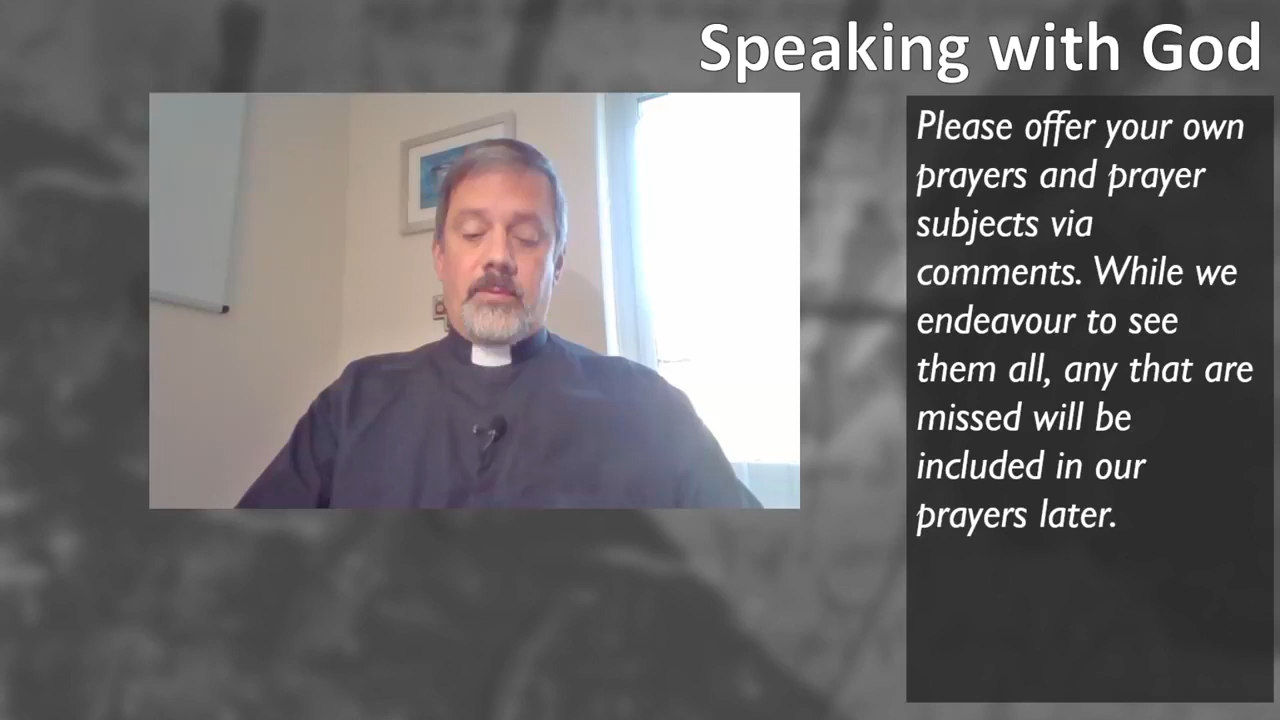 Speaking with God
Please offer your own
prayers and prayer
subjects via
comments. While we
endeavour to see
them all, any that are
missed will be
included in our
prayers later.